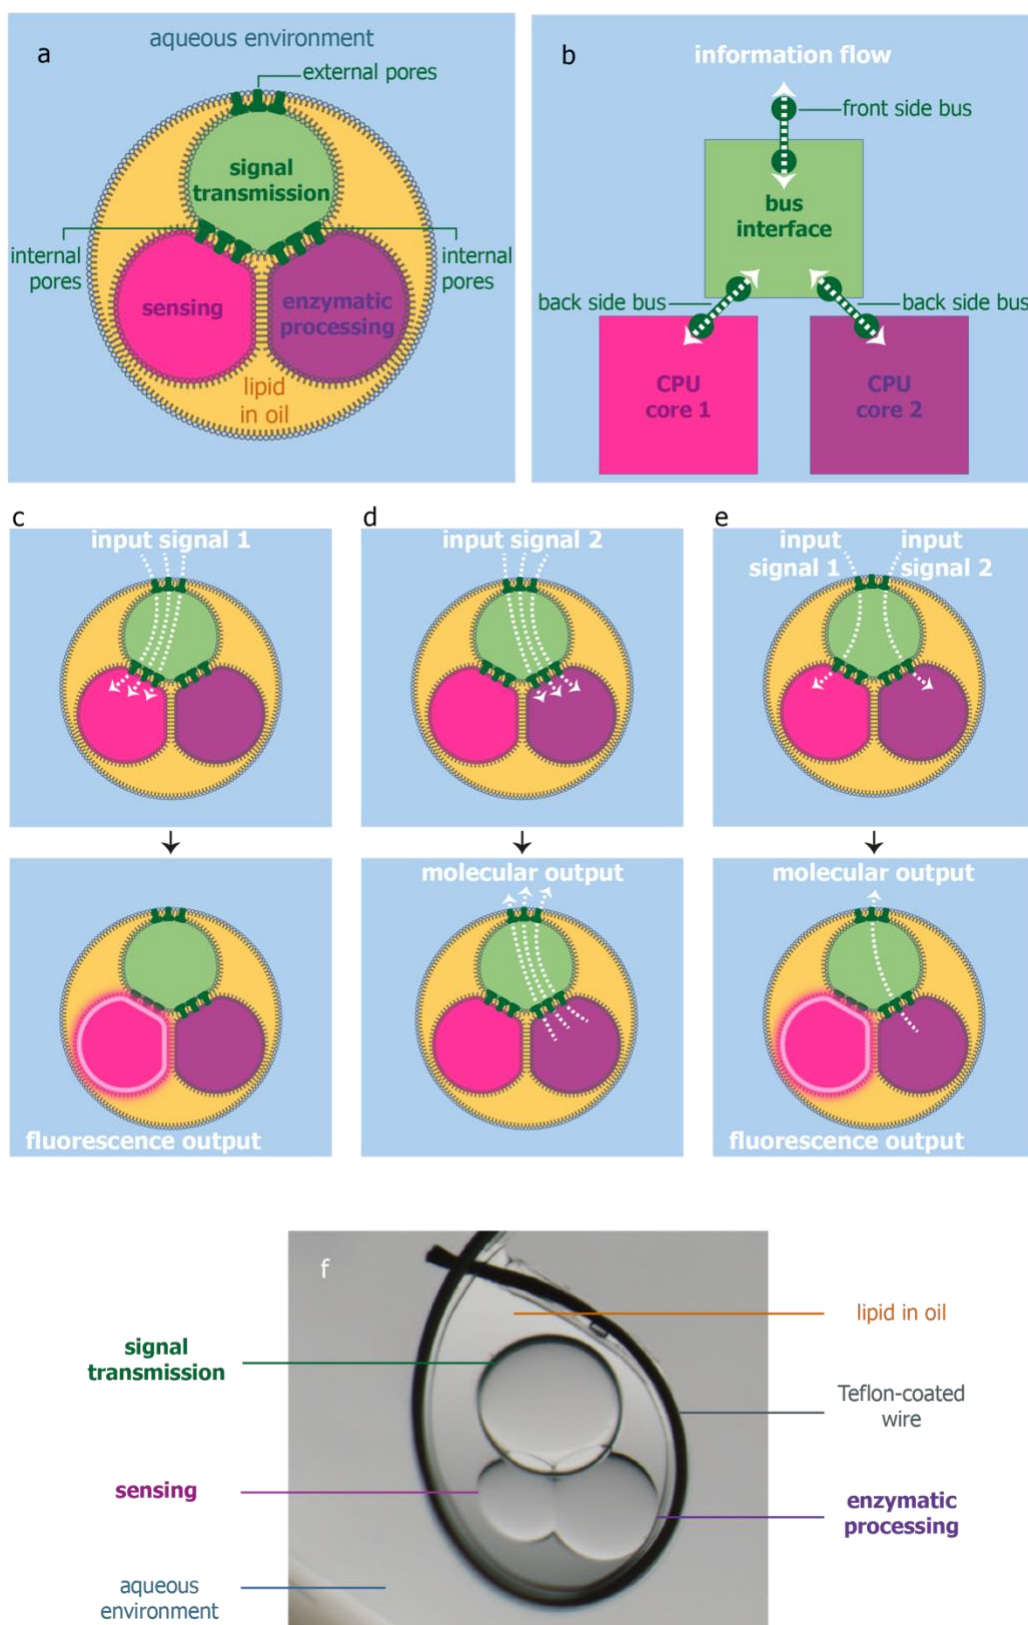 a
aqueous environment
external pores
signal
transmission
internal
pores
internal
pores
sensing
enzymatic
processing
lipid
in oil
b
information flow
front side bus
bus
interface
back side bus
back side bus
CPU
core 1
CPU
core 2
c
input signal 1
fluorescence output
d
input signal 2
molecular output
e
input
signal 1
input
signal 2
molecular output
fluorescence output
f
lipid in oil
signal
transmission
Teflon-coated
wire
sensing
enzymatic
processing
aqueous
environment